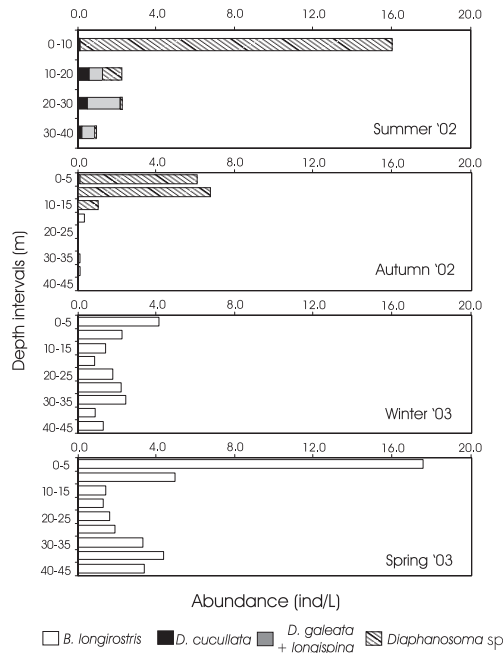 0.0 4.0 8.0 12.0 16.0 20.0
0-10
10-20
20-30
30-40
Summer '02
0.0 4.0 8.0 12.0 16.0 20.0
0-5
10-15
20-25
30-35
40-45
Autumn '02
0.0 4.0 8.0 12.0 16.0 20.0
0-5
10-15
20-25
30-35
40-45
Winter '03
0.0 4.0 8.0 12.0 16.0 20.0
0-5
10-15
20-25
30-35
40-45
Spring '03
Depth intervals (m)
Abundance (ind/L)
B. longirostris
D. cucullata
D. galeata
+ longispina
Diaphanosoma sp